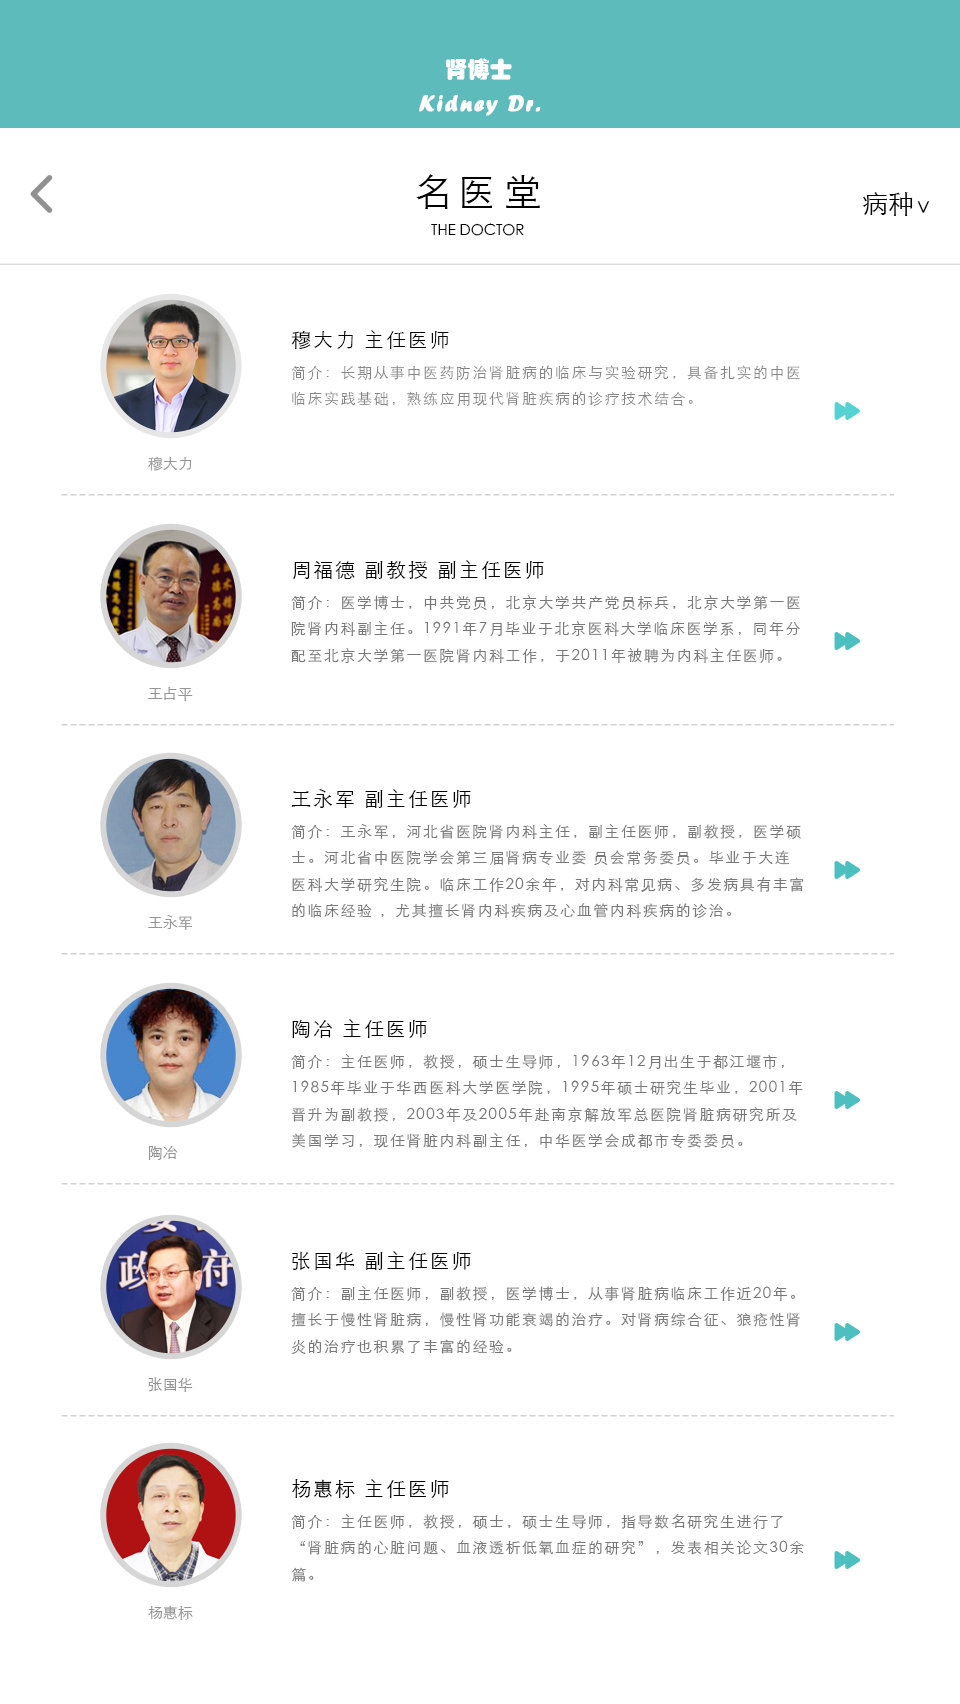 肾博士
Kidney Dr.
名医堂
THE DOCTOR
病种∨
穆大力 主任医师
简介：长期从事中医药防治肾脏病的临床与实验研究，具备扎实的中医
临床实践基础，熟练应用现代肾脏疾病的诊疗技术结合。
穆大力
周福德 副教授 副主任医师
简介：医学博士，中共党员，北京大学共产党员标兵，北京大学第一医
院肾内科副主任。1991年7月毕业于北京医科大学临床医学系，同年分
配至北京大学第一医院肾内科工作，于2011年被聘为内科主任医师。
王占平
王永军 副主任医师
简介：王永军，河北省医院肾内科主任，副主任医师，副教授，医学硕
士。河北省中医院学会第三届肾病专业委 员会常务委员。毕业于大连
医科大学研究生院。临床工作20余年，对内科常见病、多发病具有丰富
的临床经验 ，尤其擅长肾内科疾病及心血管内科疾病的诊治。
王永军
陶冶 主任医师
简介：主任医师，教授，硕士生导师，1963年12月出生于都江堰市，
1985年毕业于华西医科大学医学院，1995年硕士研究生毕业，2001年
晋升为副教授，2003年及2005年赴南京解放军总医院肾脏病研究所及
美国学习，现任肾脏内科副主任，中华医学会成都市专委委员。
陶冶
政 府
张国华 副主任医师
简介：副主任医师，副教授，医学博士，从事肾脏病临床工作近20年。
擅长于慢性肾脏病，慢性肾功能衰竭的治疗。对肾病综合征、狼疮性肾
炎的治疗也积累了丰富的经验。
张国华
杨惠标 主任医师
简介：主任医师，教授，硕士，硕士生导师，指导数名研究生进行了
“肾脏病的心脏问题、血液透析低氧血症的研究”，发表相关论文30余
篇。
杨惠标